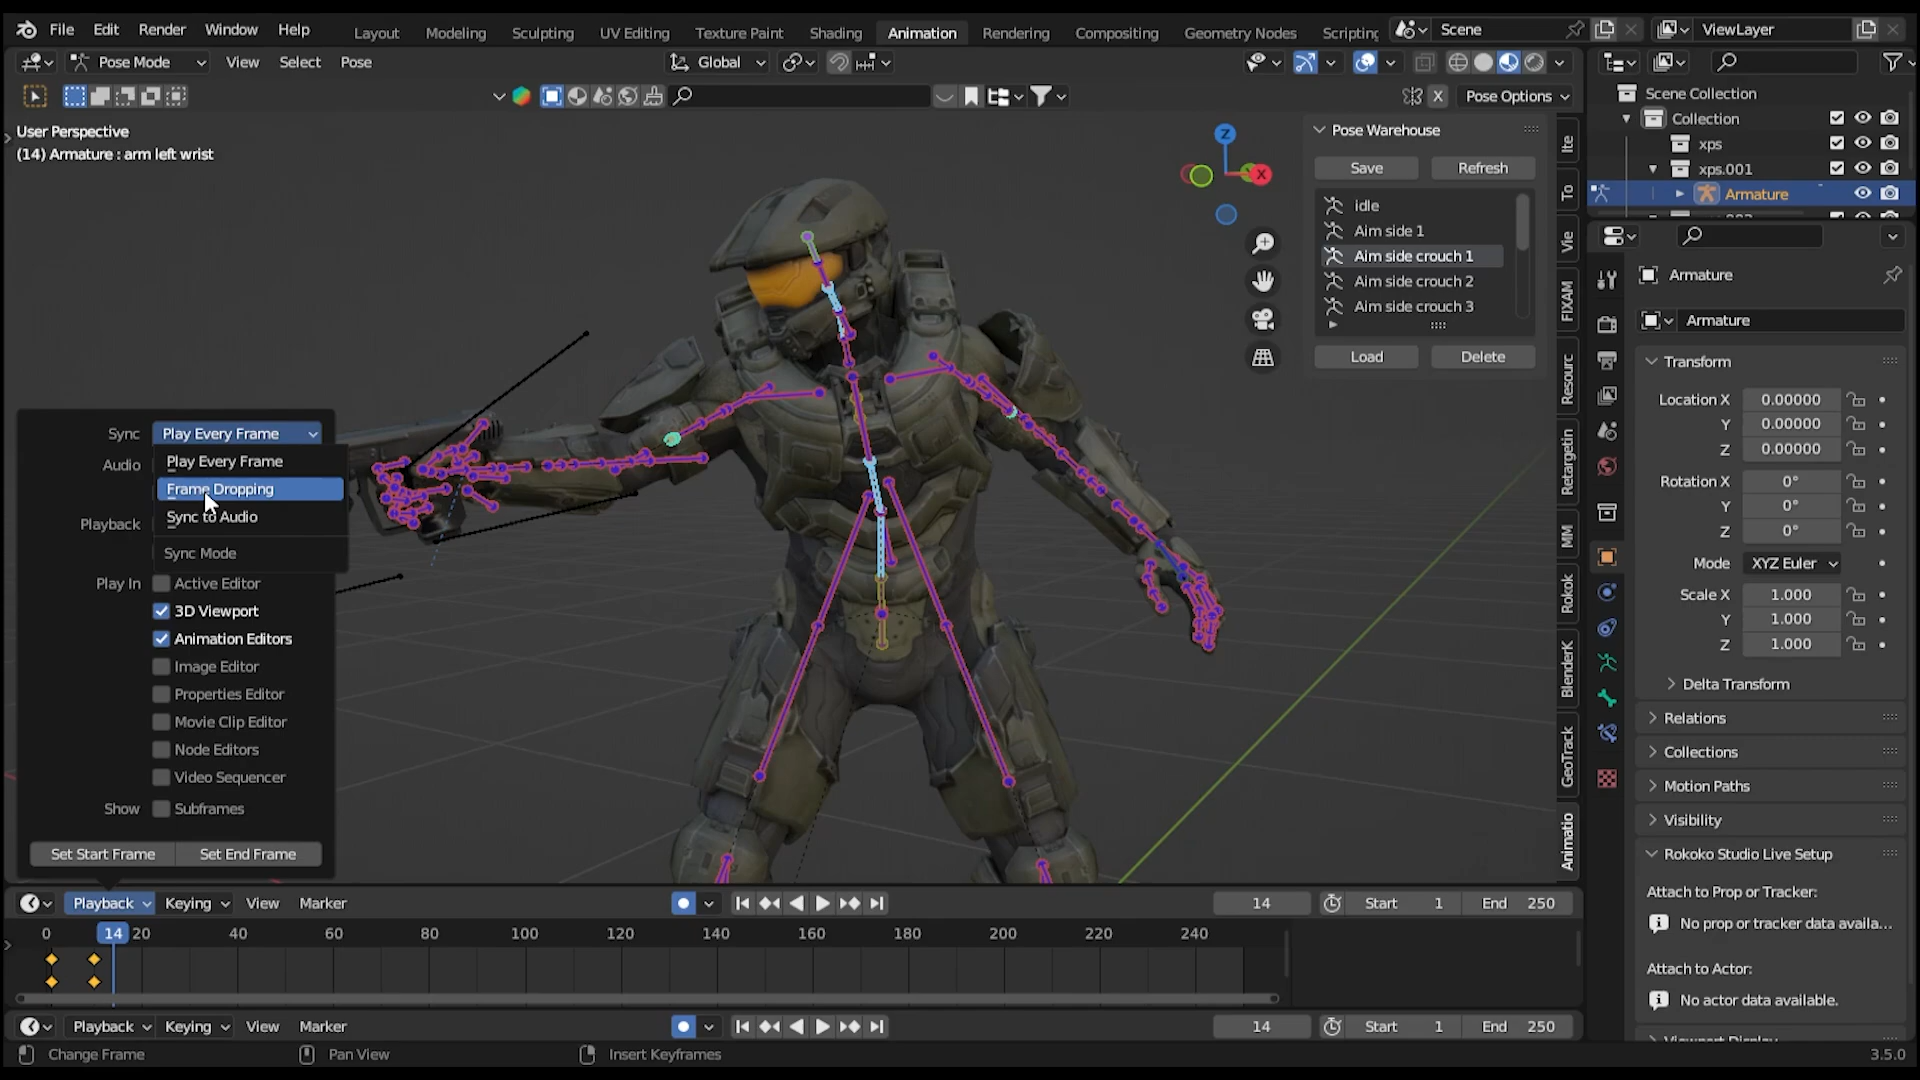 File Edit Render Window Help Layout Modeling Sculpting UV Editing Texture Paint Shading Animation Rendering Compositing Geometry Nodes Scripting Scene ViewLayer
Pose Mode View Select Pose Global
Pose Options
User Perspective
(14) Armature : arm left wrist
Z
X
Pose Warehouse
Save Refresh
idle
Aim side 1
Aim side crouch 1
Aim side crouch 2
Aim side crouch 3
Load Delete
Ite
To
Vie
FIXAM
Resourc
Retargetin
MM
Rokok
BlenderK
GeoTrack
Animatio
Scene Collection
Collection
xps
xps.001
Armature
Armature
Armature
Transform
Location X 0.00000
Y 0.00000
Z 0.00000
Rotation X 0°
Y 0°
Z 0°
Mode XYZ Euler
Scale X 1.000
Y 1.000
Z 1.000
Delta Transform
Relations
Collections
Motion Paths
Visibility
Rokoko Studio Live Setup
Attach to Prop or Tracker:
No prop or tracker data availa...
Attach to Actor:
No actor data available.
Viewport Display
Sync Play Every Frame
Audio Play Every Frame
Frame Dropping
Sync to Audio
Playback
Sync Mode
Play In Active Editor
3D Viewport
Animation Editors
Image Editor
Properties Editor
Movie Clip Editor
Node Editors
Video Sequencer
Show Subframes
Set Start Frame Set End Frame
Playback Keying View Marker 14 Start 1 End 250
0 14 20 40 60 80 100 120 140 160 180 200 220 240
Playback Keying View Marker 14 Start 1 End 250
Change Frame Pan View Insert Keyframes 3.5.0